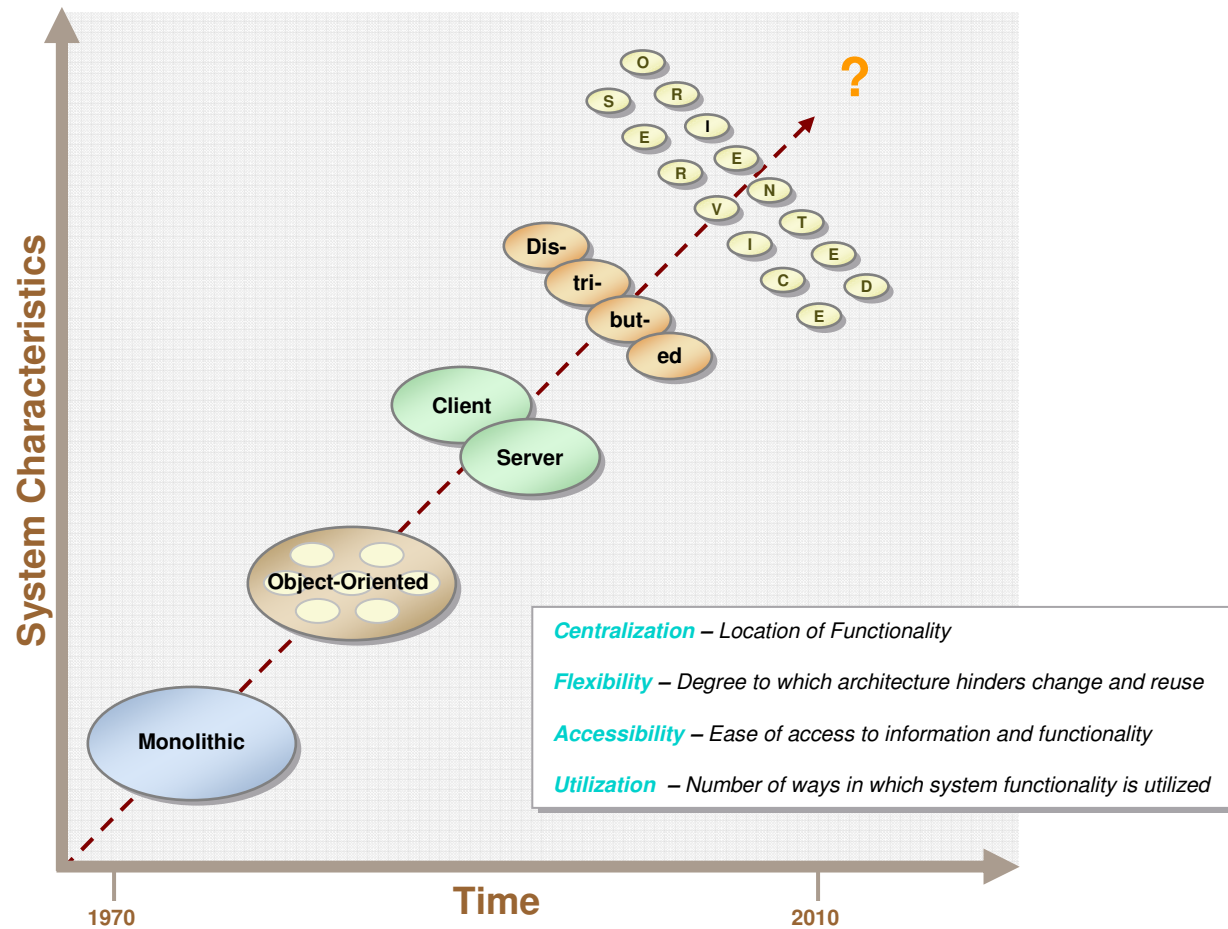 System Characteristics
?
O
R
I
E
N
T
E
D
S
E
R
V
I
C
E
Dis-
tri-
but-
ed
Client
Server
Object-Oriented
Monolithic
Centralization – Location of Functionality
Flexibility – Degree to which architecture hinders change and reuse
Accessibility – Ease of access to information and functionality
Utilization – Number of ways in which system functionality is utilized
Time
1970
2010